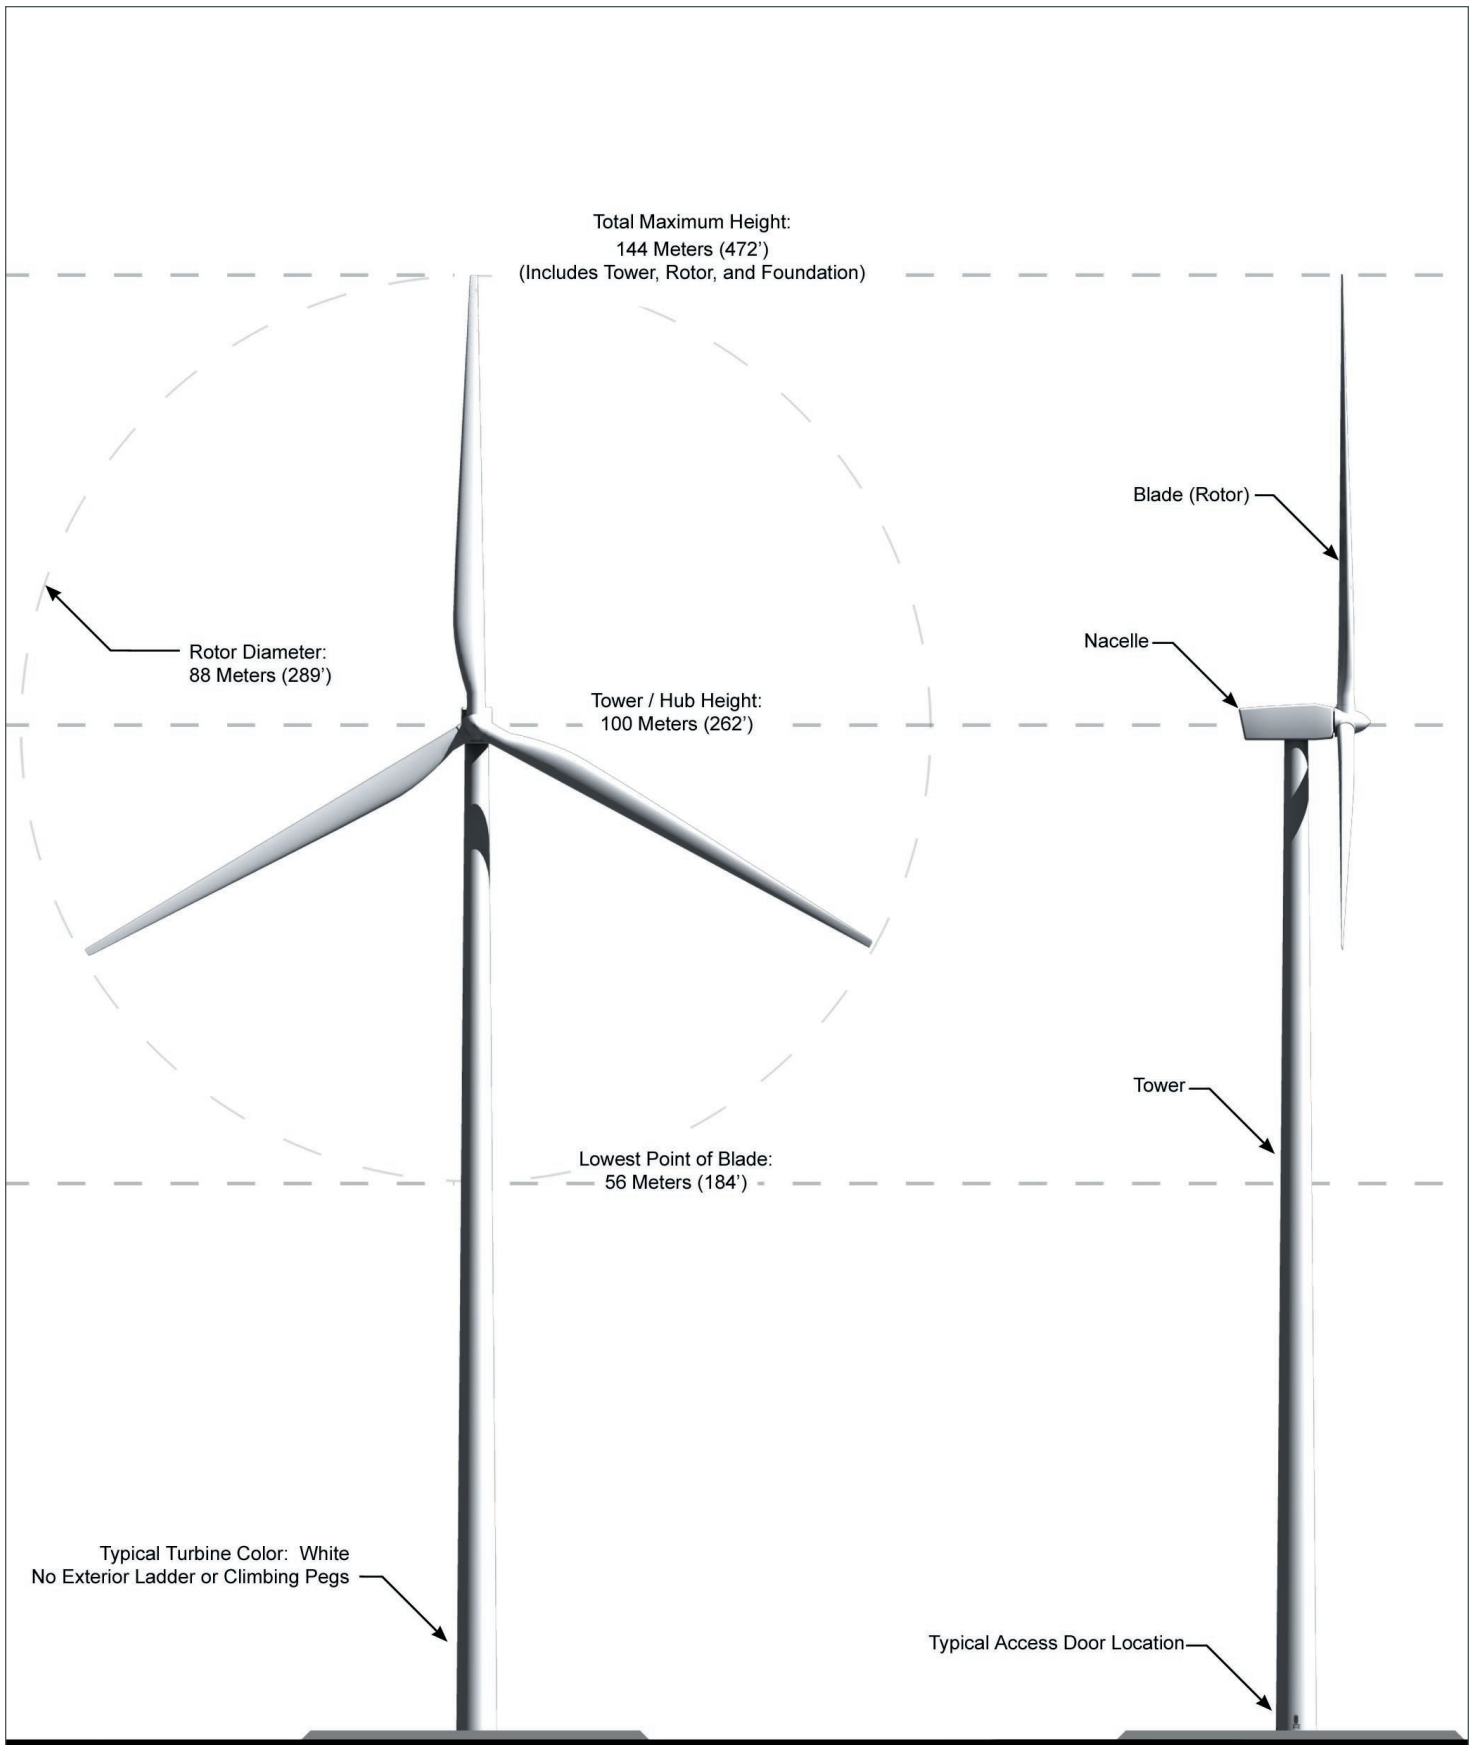 Total Maximum Height:
144 Meters (472’)
(Includes Tower, Rotor, and Foundation)
Blade (Rotor)
Nacelle
Rotor Diameter:
88 Meters (289’)
Tower / Hub Height:
100 Meters (262’)
Tower
Lowest Point of Blade:
56 Meters (184’)
Typical Turbine Color:  White
No Exterior Ladder or Climbing Pegs
Typical Access Door Location